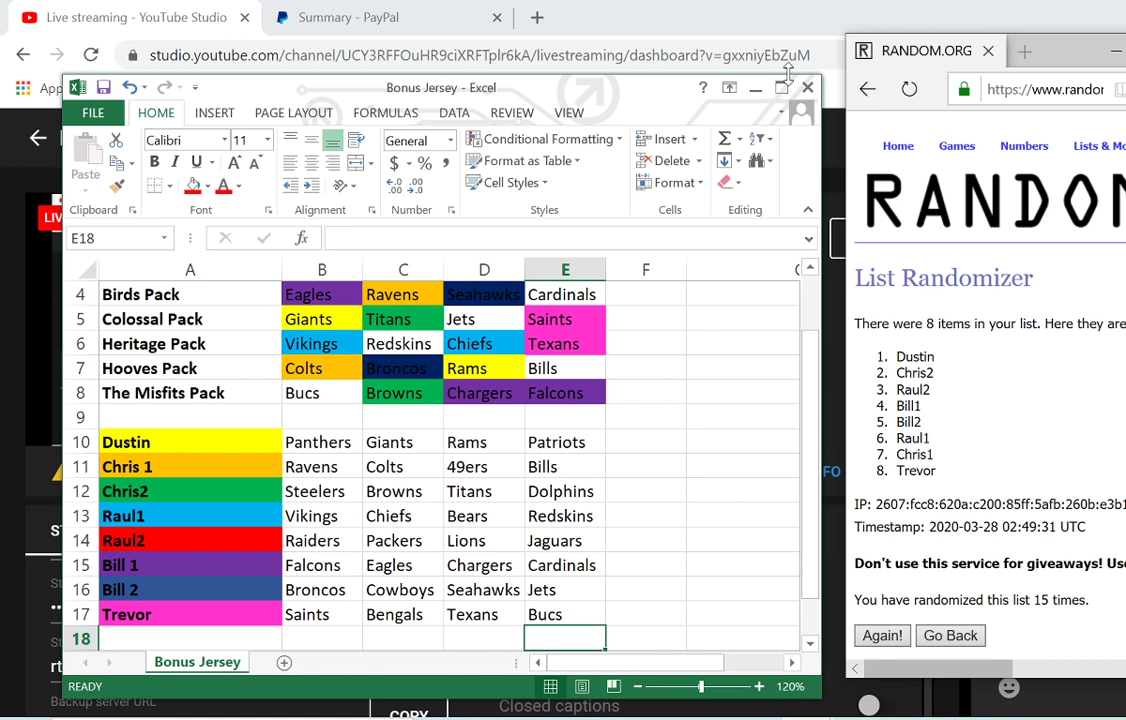 Live streaming - YouTube Studio
Summary - PayPal
studio.youtube.com/channel/UCY3RFFOuHR9ciXRFTplr6kA/livestreaming/dashboard?v=gxxniyEbZuM
RANDOM.ORG
https://www.randor
Bonus Jersey - Excel
FILE HOME INSERT PAGE LAYOUT FORMULAS DATA REVIEW VIEW
Paste
Calibri 11
General
Conditional Formatting
Format as Table
Cell Styles
Insert
Delete
Format
Clipboard Font Alignment Number Styles Cells Editing
E18
A B C D E F
4 Birds Pack Eagles Ravens Seahawks Cardinals
5 Colossal Pack Giants Titans Jets Saints
6 Heritage Pack Vikings Redskins Chiefs Texans
7 Hooves Pack Colts Broncos Rams Bills
8 The Misfits Pack Bucs Browns Chargers Falcons
9
10 Dustin Panthers Giants Rams Patriots
11 Chris 1 Ravens Colts 49ers Bills
12 Chris2 Steelers Browns Titans Dolphins
13 Raul1 Vikings Chiefs Bears Redskins
14 Raul2 Raiders Packers Lions Jaguars
15 Bill 1 Falcons Eagles Chargers Cardinals
16 Bill 2 Broncos Cowboys Seahawks Jets
17 Trevor Saints Bengals Texans Bucs
18
Bonus Jersey
READY
120%
Backup server URL
COPY
Closed captions
Home Games Numbers Lists & Mo
RANDO
List Randomizer
There were 8 items in your list. Here they are
1. Dustin
2. Chris2
3. Raul2
4. Bill1
5. Bill2
6. Raul1
7. Chris1
8. Trevor
IP: 2607:fcc8:620a:c200:85ff:5afb:260b:e3b1
Timestamp: 2020-03-28 02:49:31 UTC
Don't use this service for giveaways! Use
You have randomized this list 15 times.
Again! Go Back